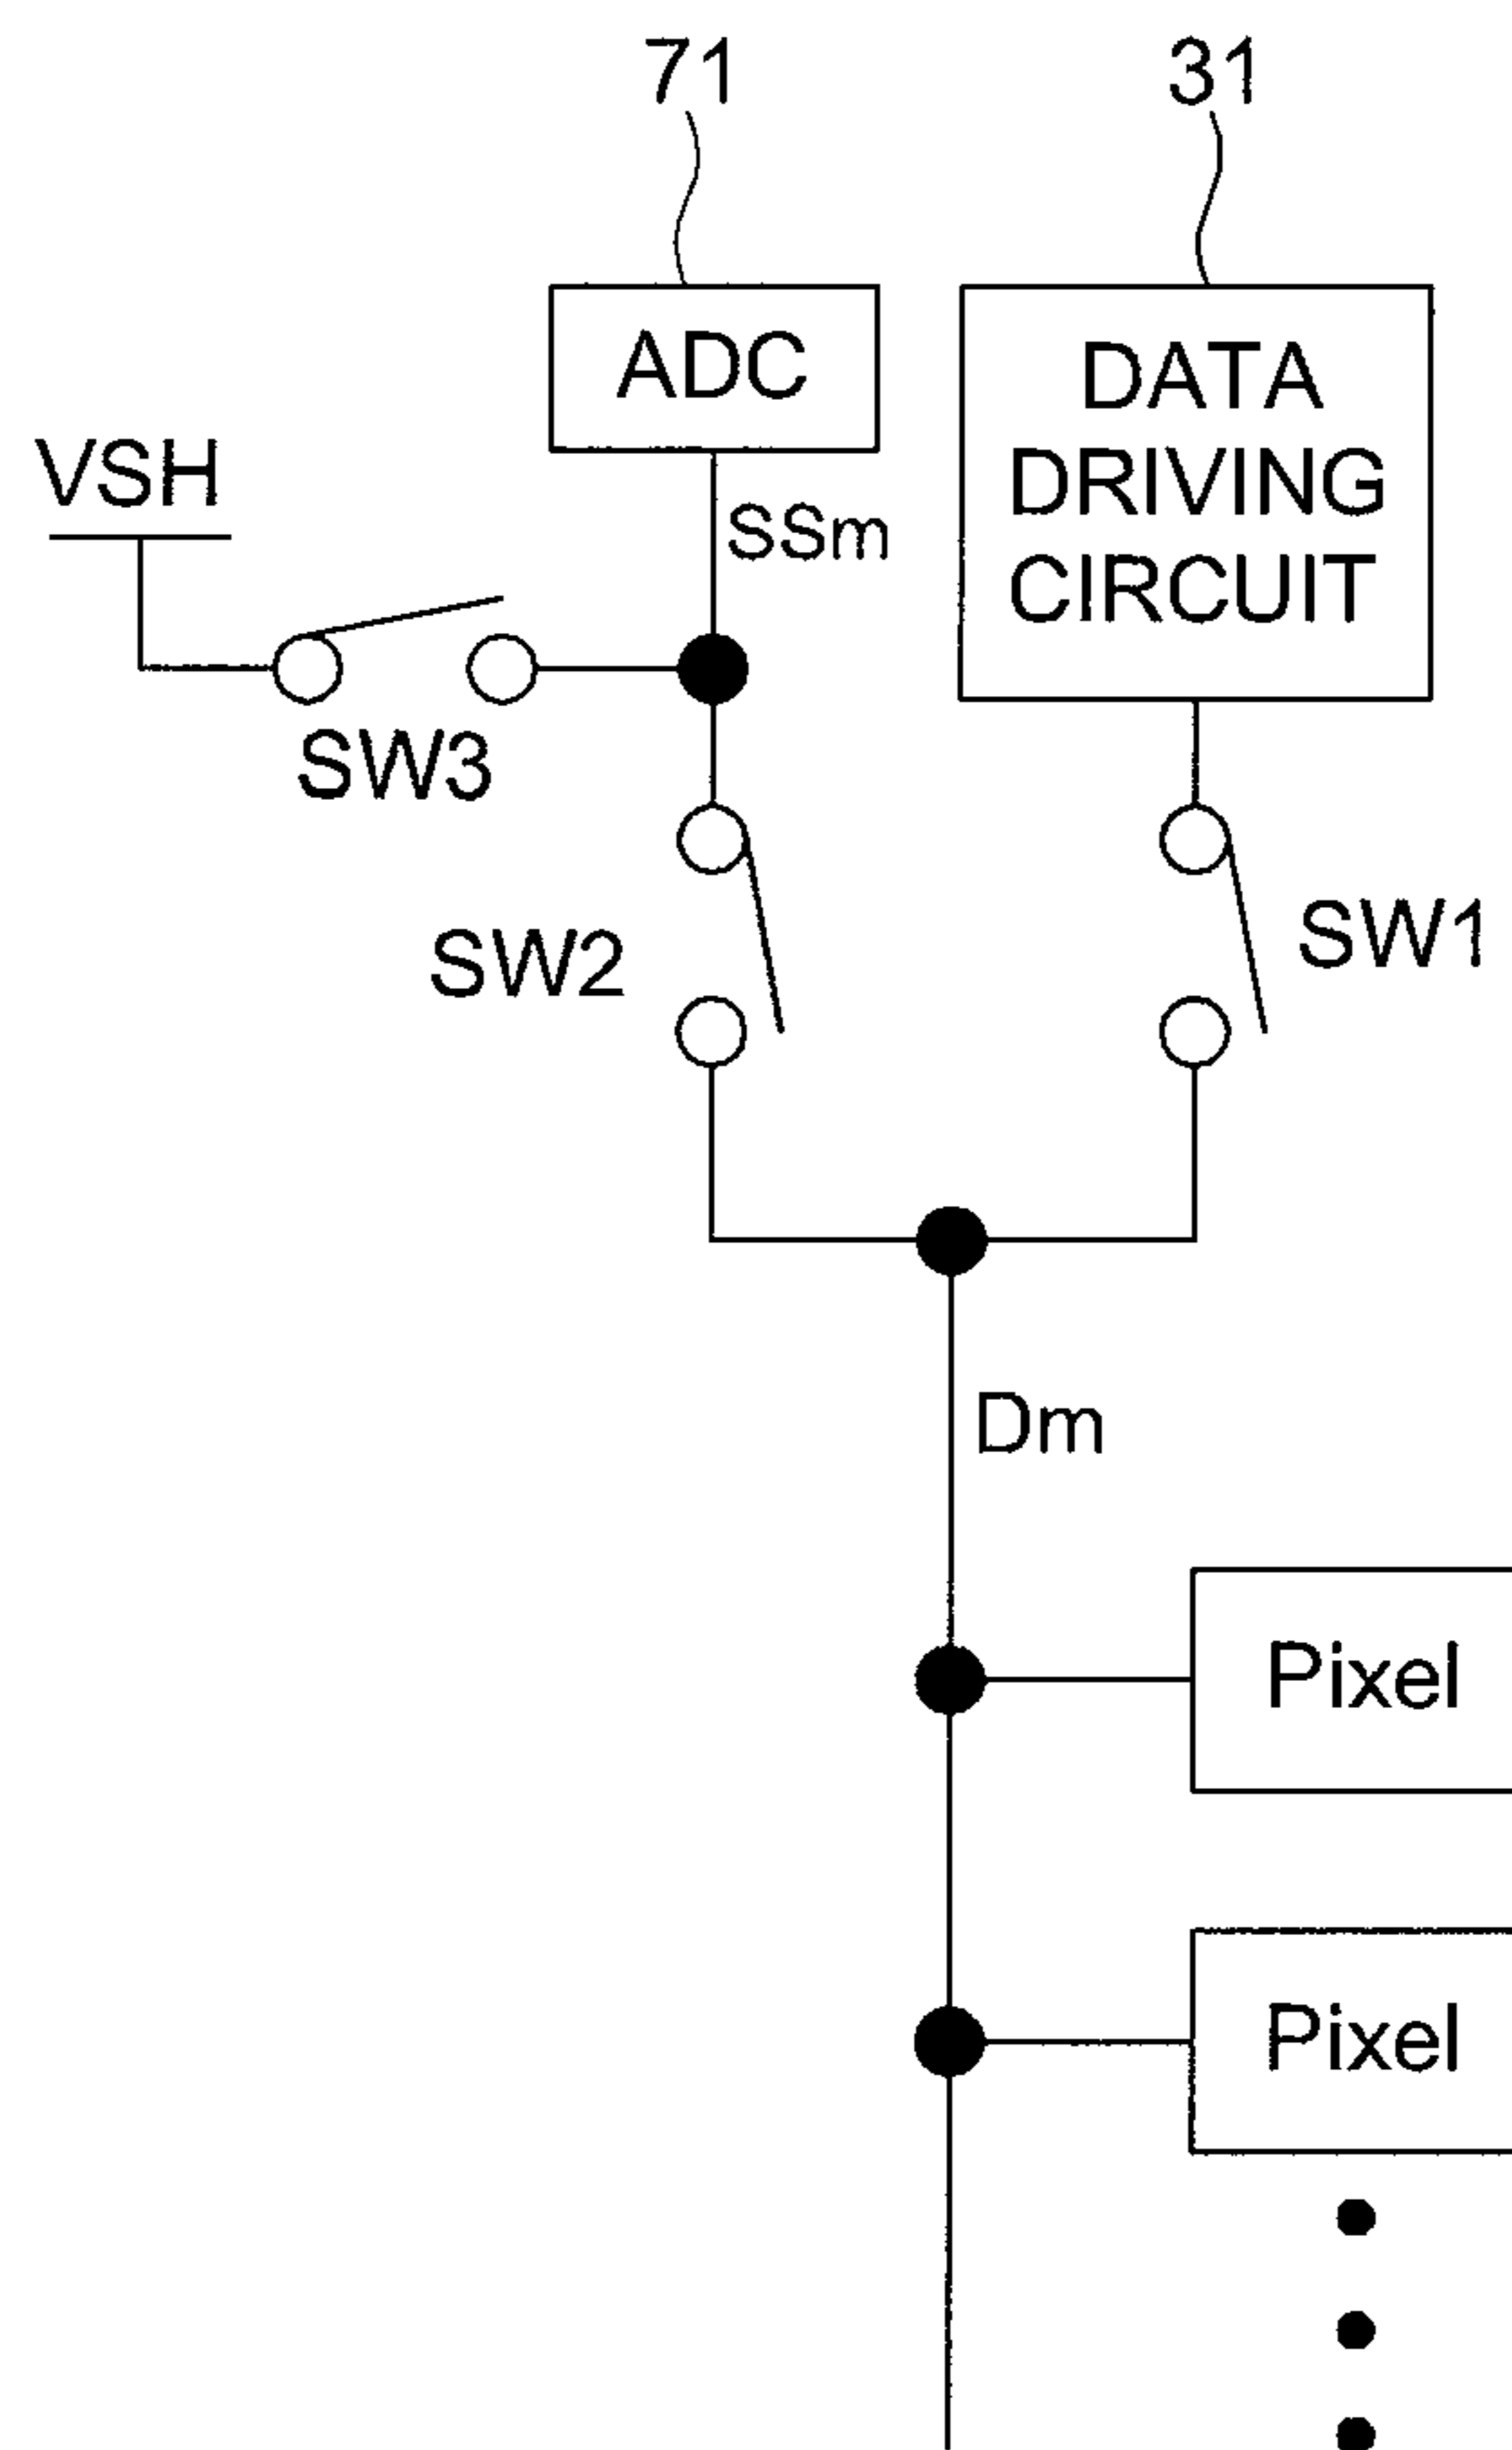 71
31
ADC
DATA
DRIVING
CIRCUIT
VSH
SSm
SW3
SW2
SW1
Dm
Pixel
Pixel